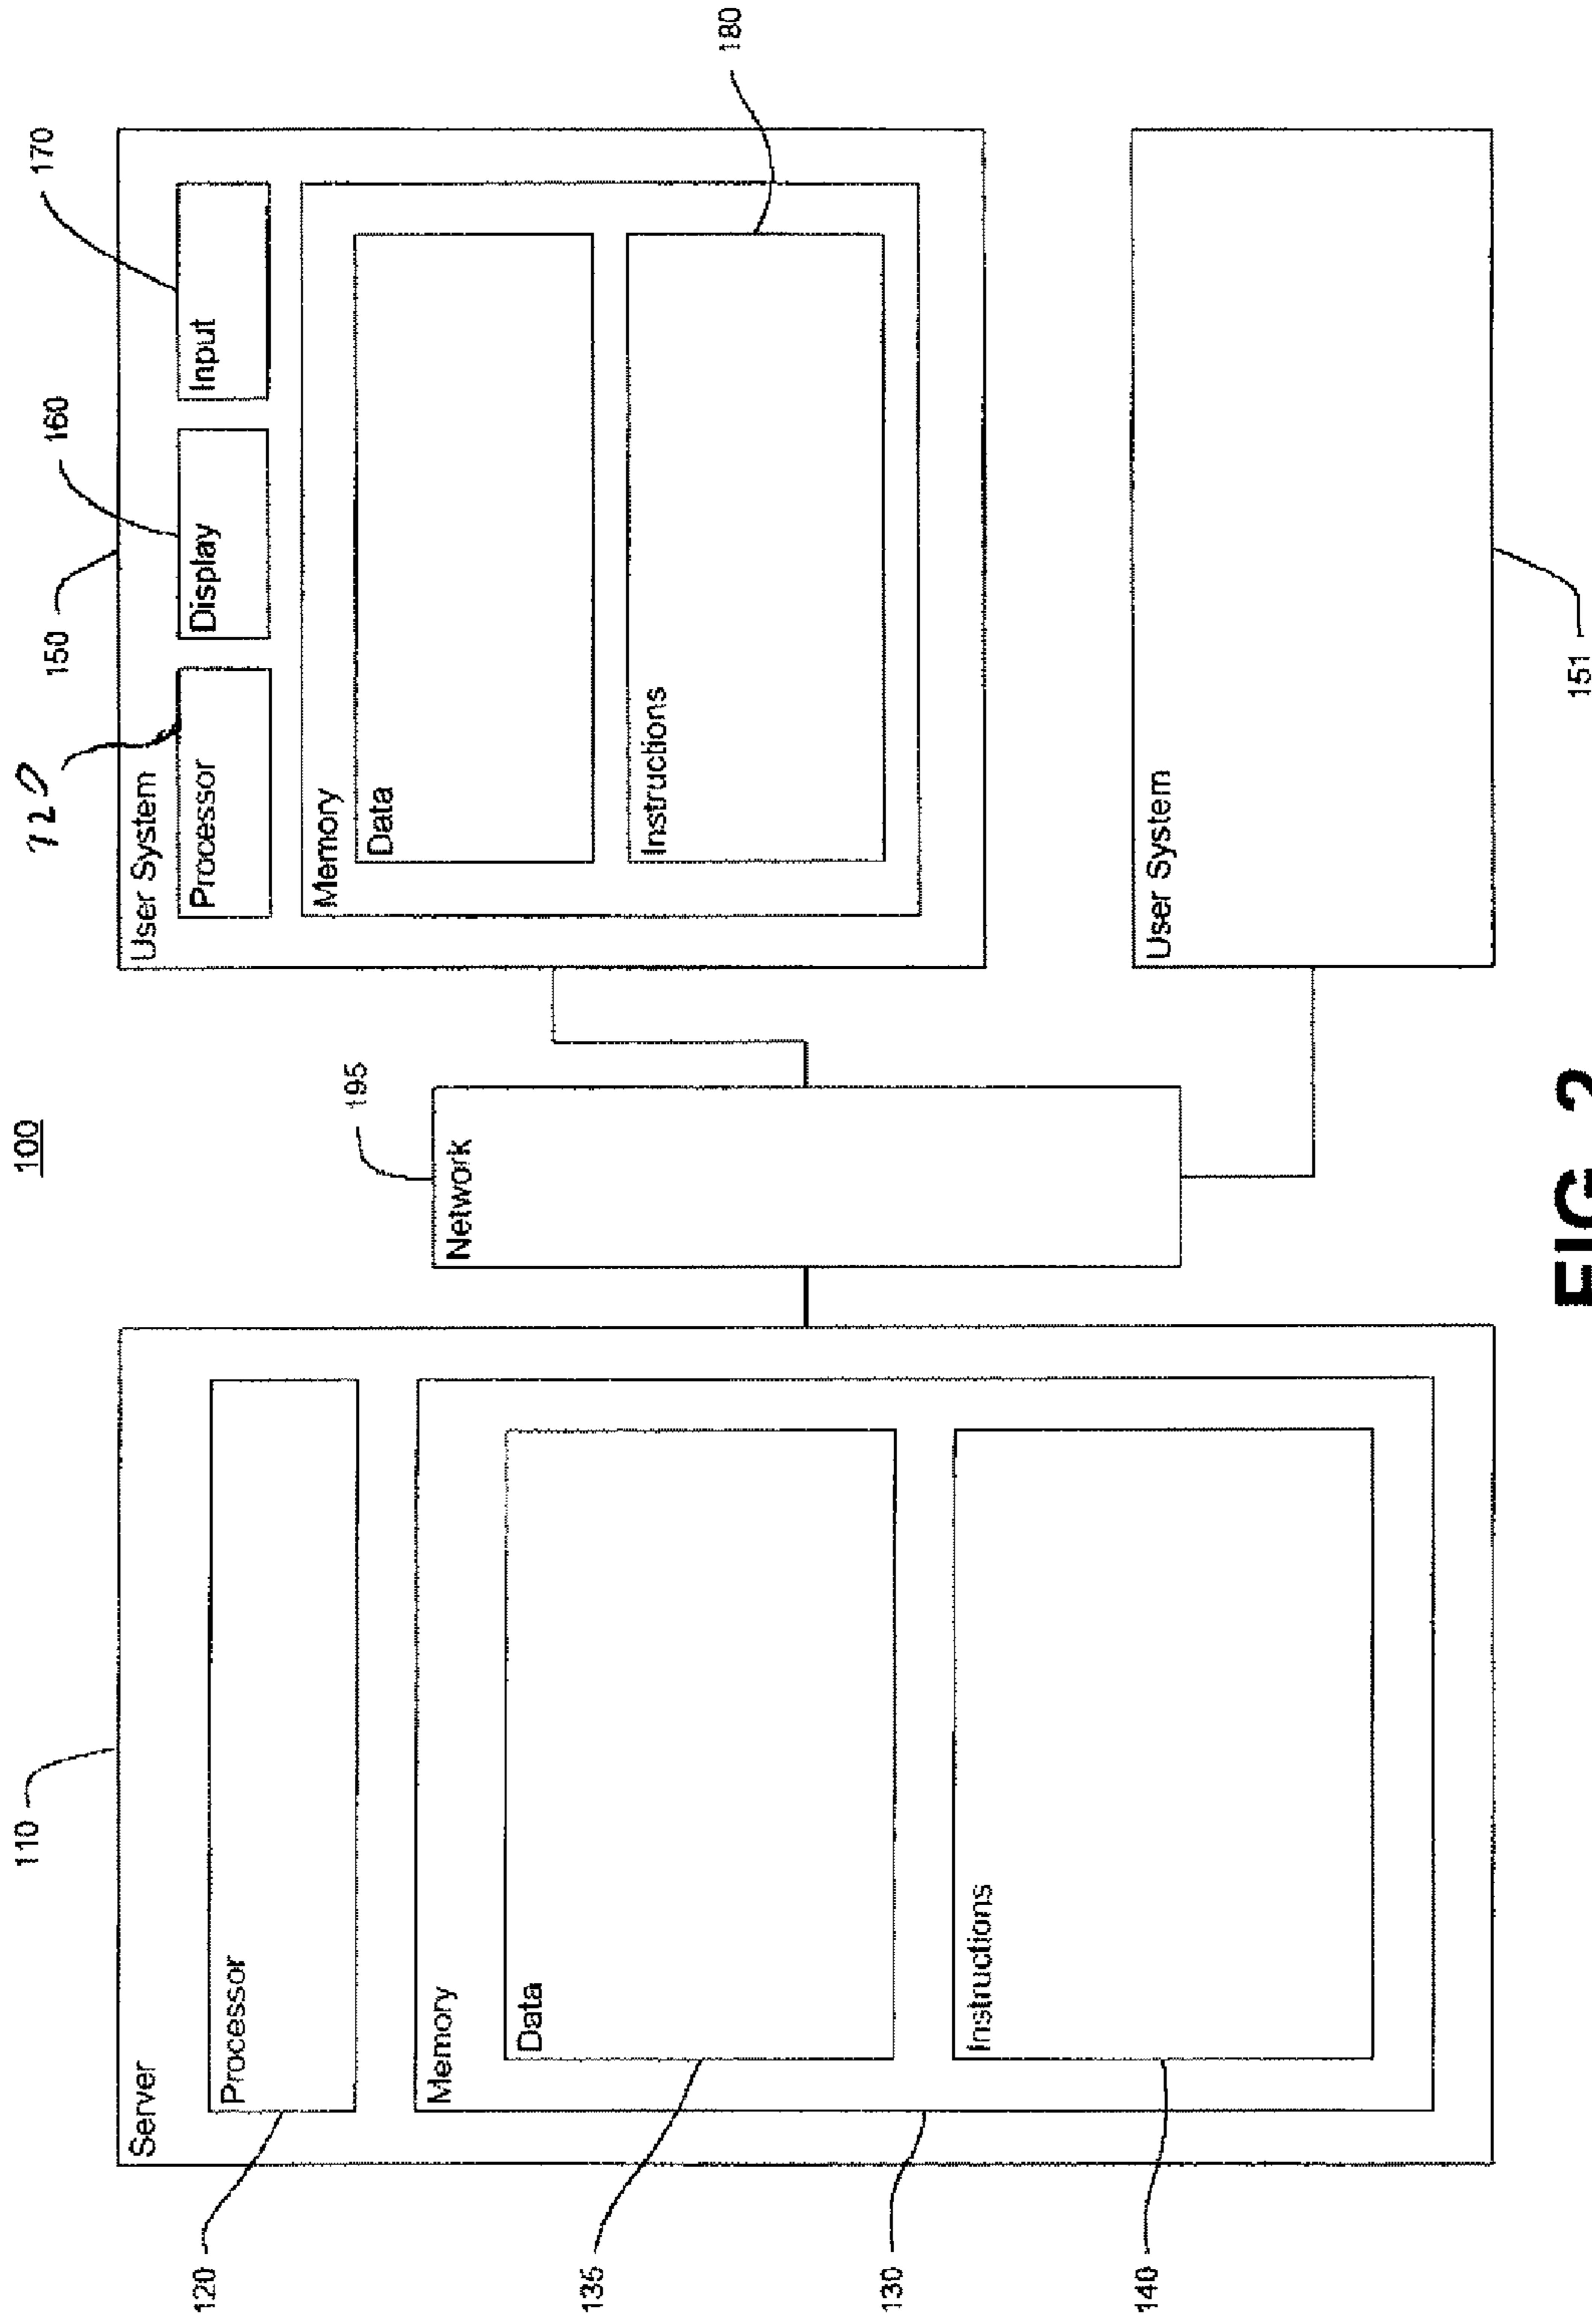 100
110
Server
120
Processor
Memory
135
Data
130
140
Instructions
195
Network
720
150
160
170
User System
Processor
Display
Input
Memory
Data
Instructions
180
User System
151
FIG. 2